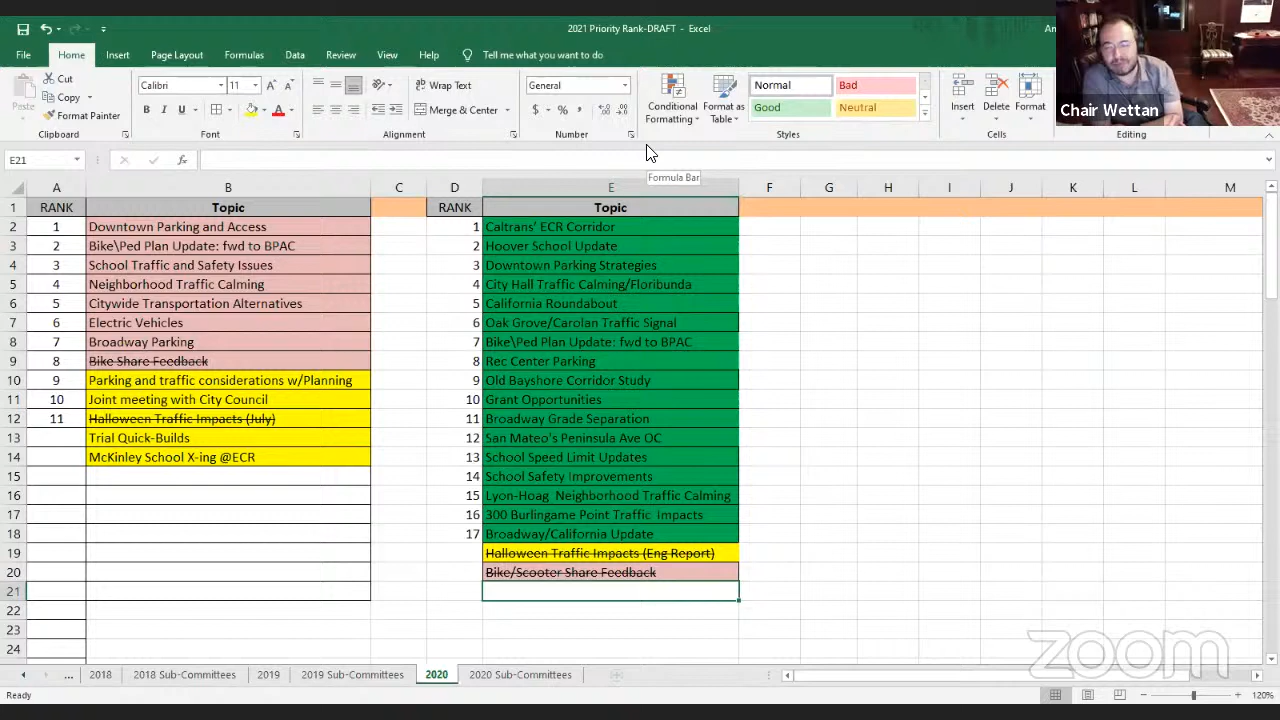 2021 Priority Rank-DRAFT - Excel
File Home Insert Page Layout Formulas Data Review View Help Tell me what you want to do
Chair Wettan
Paste
Cut
Copy
Format Painter
Clipboard
Calibri 11
B I U
Font
Wrap Text
Merge & Center
Alignment
General
$ % ,
Number
Conditional Formatting
Format as Table
Normal Bad
Good Neutral
Styles
Insert Delete Format
Cells
Editing
E21 fx
Formula Bar
A B C D E F G H I J K L M
1 RANK Topic RANK Topic
2 1 Downtown Parking and Access 1 Caltrans' ECR Corridor
3 2 Bike\Ped Plan Update: fwd to BPAC 2 Hoover School Update
4 3 School Traffic and Safety Issues 3 Downtown Parking Strategies
5 4 Neighborhood Traffic Calming 4 City Hall Traffic Calming/Floribunda
6 5 Citywide Transportation Alternatives 5 California Roundabout
7 6 Electric Vehicles 6 Oak Grove/Carolan Traffic Signal
8 7 Broadway Parking 7 Bike\Ped Plan Update: fwd to BPAC
9 8 Bike Share Feedback 8 Rec Center Parking
10 9 Parking and traffic considerations w/Planning 9 Old Bayshore Corridor Study
11 10 Joint meeting with City Council 10 Grant Opportunities
12 11 Halloween Traffic Impacts (July) 11 Broadway Grade Separation
13 Trial Quick-Builds 12 San Mateo's Peninsula Ave OC
14 McKinley School X-ing @ECR 13 School Speed Limit Updates
15 14 School Safety Improvements
16 15 Lyon-Hoag Neighborhood Traffic Calming
17 16 300 Burlingame Point Traffic Impacts
18 17 Broadway/California Update
19 Halloween Traffic Impacts (Eng Report)
20 Bike/Scooter Share Feedback
21
22
23
24
zoom
... 2018 2018 Sub-Committees 2019 2019 Sub-Committees 2020 2020 Sub-Committees
Ready 120%